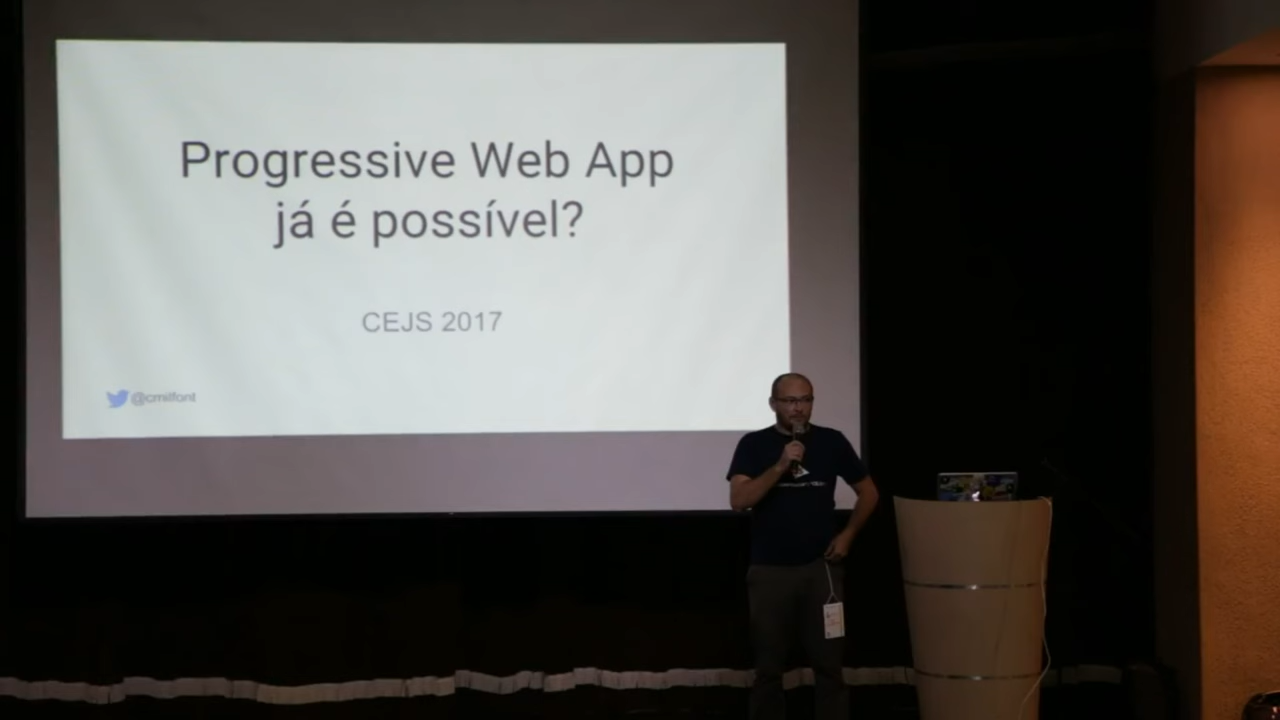 Progressive Web App
já é possível?
CEJS 2017
@cmilfont